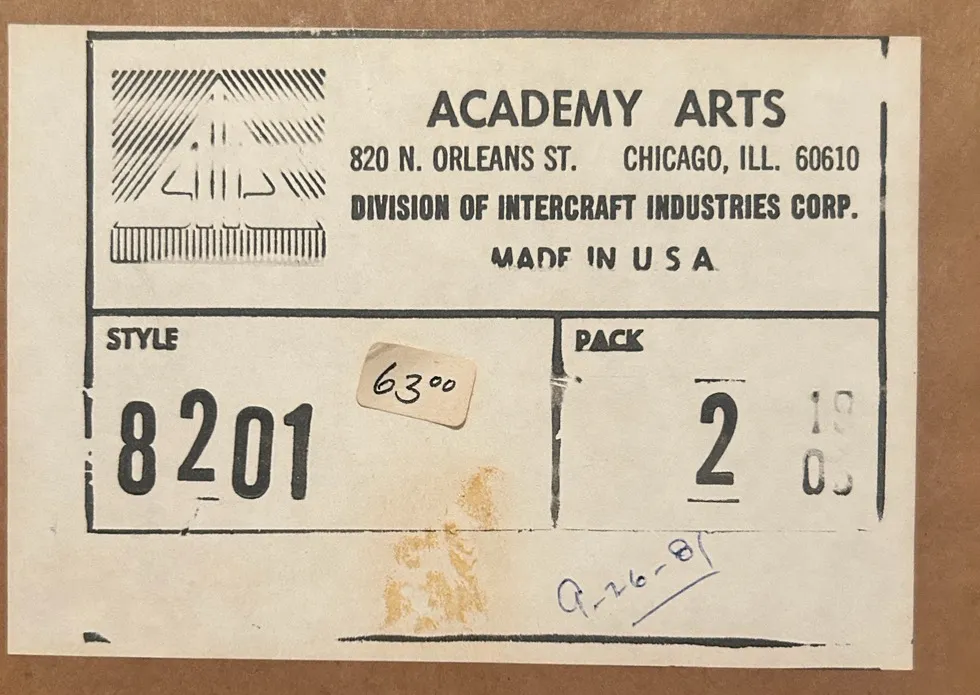 ACADEMY ARTS
820 N. ORLEANS ST. CHICAGO, ILL. 60610
DIVISION OF INTERCRAFT INDUSTRIES CORP.
MADE IN U S A
STYLE
8201
63⁰⁰
PACK
2
9-26-81